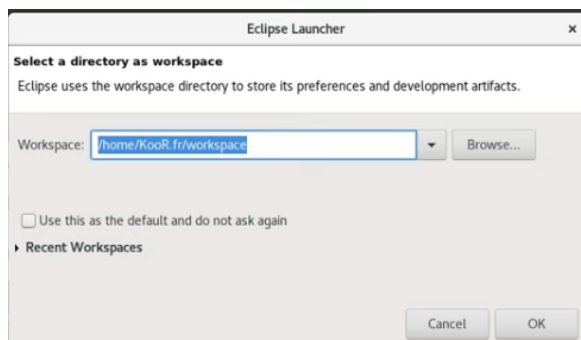 Eclipse Launcher
Select a directory as workspace
Eclipse uses the workspace directory to store its preferences and development artifacts.
Workspace: /home/KooR.fr/workspace Browse...
Use this as the default and do not ask again
Recent Workspaces
Cancel OK